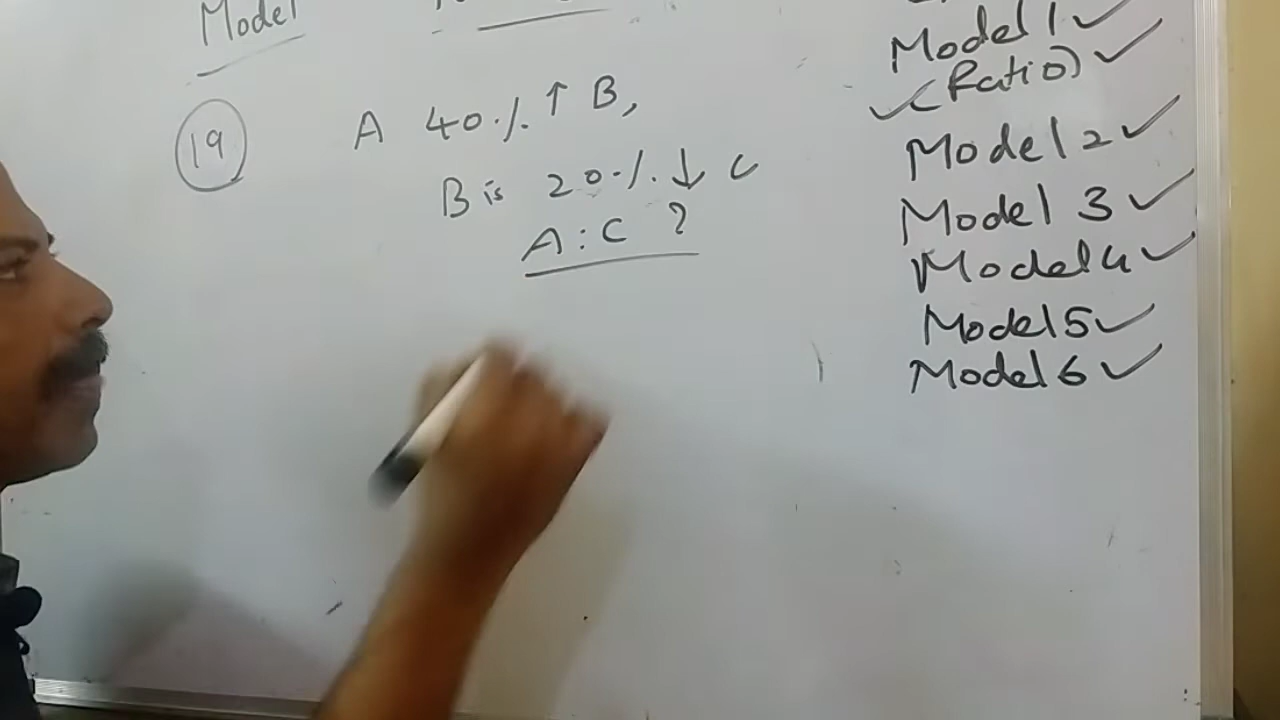 Model
19
A 40% ↑ B,
B is 20% ↓ C
A : C ?
Model 1 ✓
✓ (Ratio) ✓
Model 2 ✓
Model 3 ✓
Model 4 ✓
Model 5 ✓
Model 6 ✓